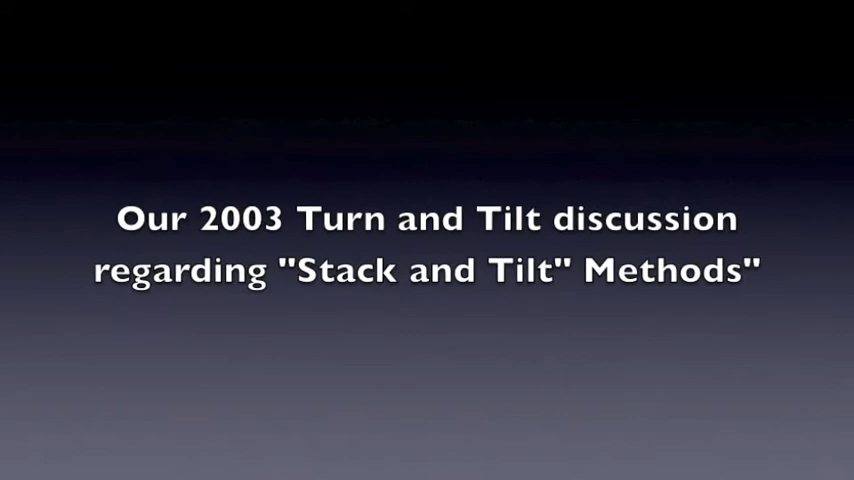 Our 2003 Turn and Tilt discussion
regarding "Stack and Tilt" Methods"